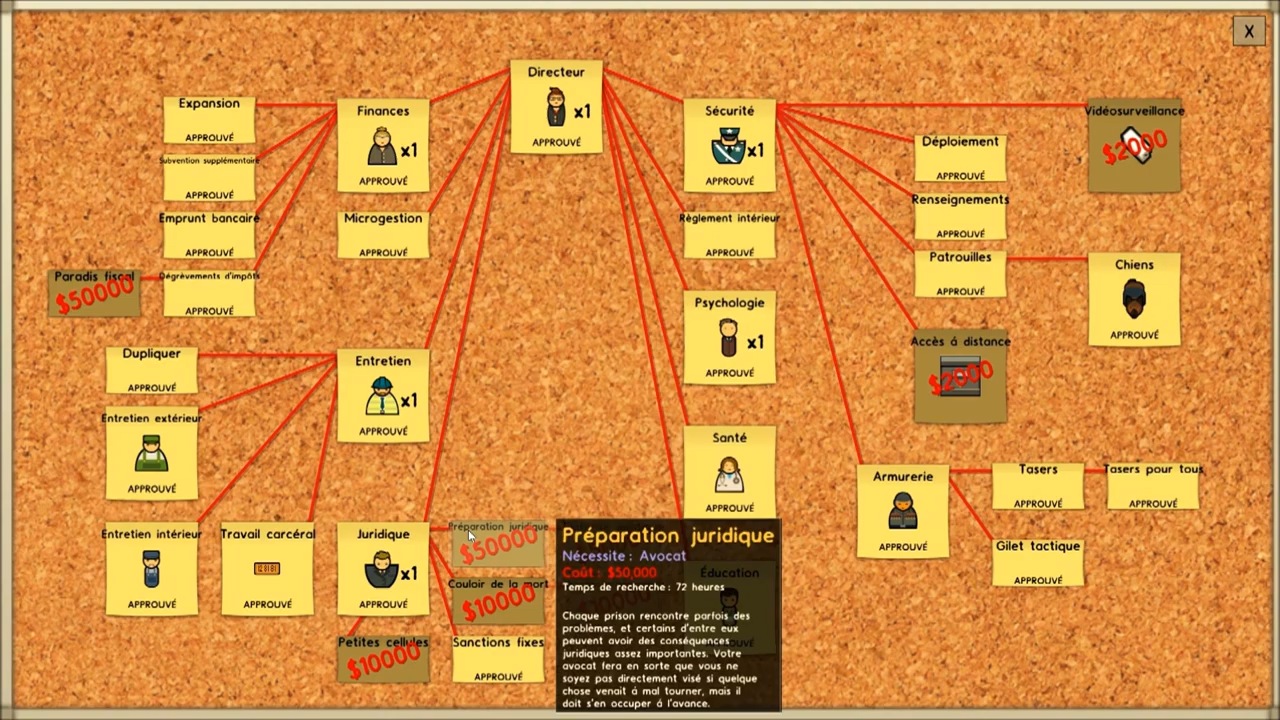 X
Directeur
x1
APPROUVÉ
Expansion
APPROUVÉ
Subvention supplémentaire
APPROUVÉ
Emprunt bancaire
APPROUVÉ
Paradis fiscal
$50000
Dégrèvements d'impôts
APPROUVÉ
Finances
x1
APPROUVÉ
Microgestion
APPROUVÉ
Sécurité
x1
APPROUVÉ
Règlement intérieur
APPROUVÉ
Psychologie
x1
APPROUVÉ
Santé
APPROUVÉ
Vidéosurveillance
$2000
Déploiement
APPROUVÉ
Renseignements
APPROUVÉ
Patrouilles
APPROUVÉ
Chiens
APPROUVÉ
Accès á distance
$2000
Dupliquer
APPROUVÉ
Entretien
x1
APPROUVÉ
Entretien extérieur
APPROUVÉ
Entretien intérieur
APPROUVÉ
Travail carcéral
APPROUVÉ
Juridique
x1
APPROUVÉ
Préparation juridique
$50000
Couloir de la mort
$10000
Petites cellules
$10000
Sanctions fixes
APPROUVÉ
Armurerie
APPROUVÉ
Tasers
APPROUVÉ
Tasers pour tous
APPROUVÉ
Gilet tactique
APPROUVÉ
Éducation
Préparation juridique
Nécessite : Avocat
Coût : $50,000
Temps de recherche : 72 heures
Chaque prison rencontre parfois des
problèmes, et certains d'entre eux
peuvent avoir des conséquences
juridiques assez importantes. Votre
avocat fera en sorte que vous ne
soyez pas directement visé si quelque
chose venait á mal tourner, mais il
doit s'en occuper á l'avance.